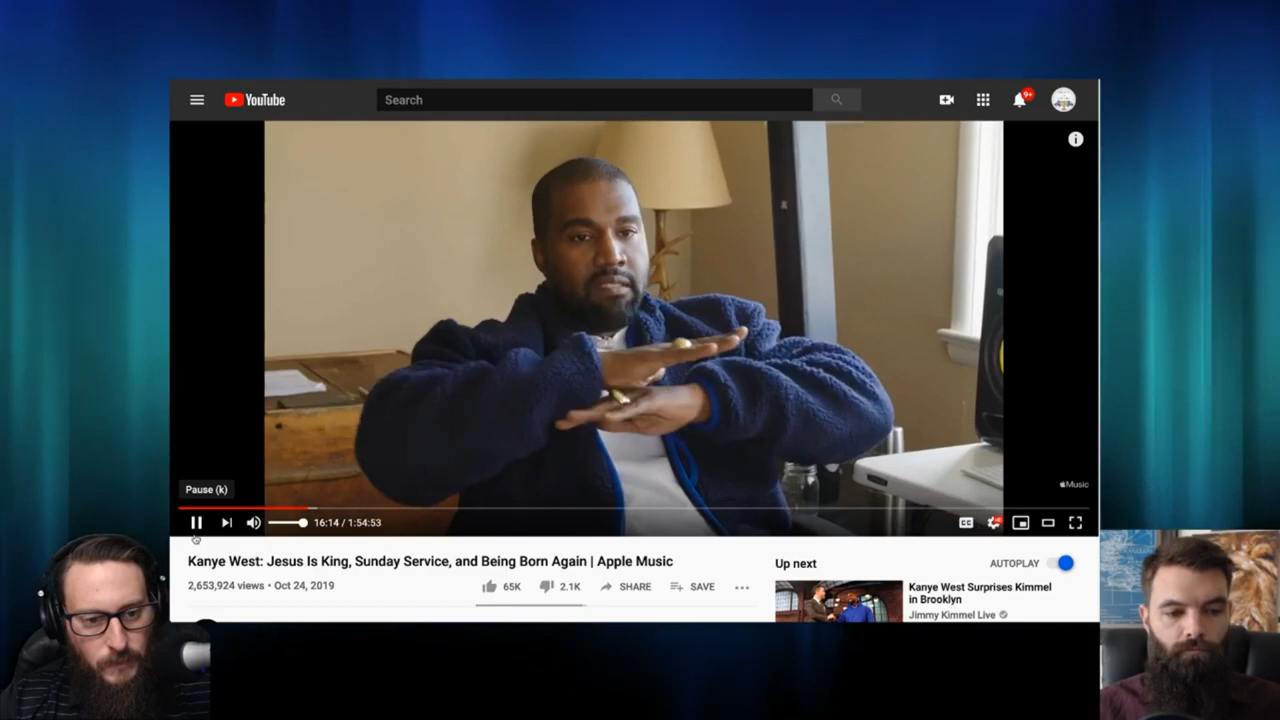 YouTube
Search
9+
Pause (k)
Music
16:14 / 1:54:53
CC
Kanye West: Jesus Is King, Sunday Service, and Being Born Again | Apple Music
2,653,924 views • Oct 24, 2019
65K
2.1K
SHARE
SAVE
Up next
AUTOPLAY
Kanye West Surprises Kimmel
in Brooklyn
Jimmy Kimmel Live